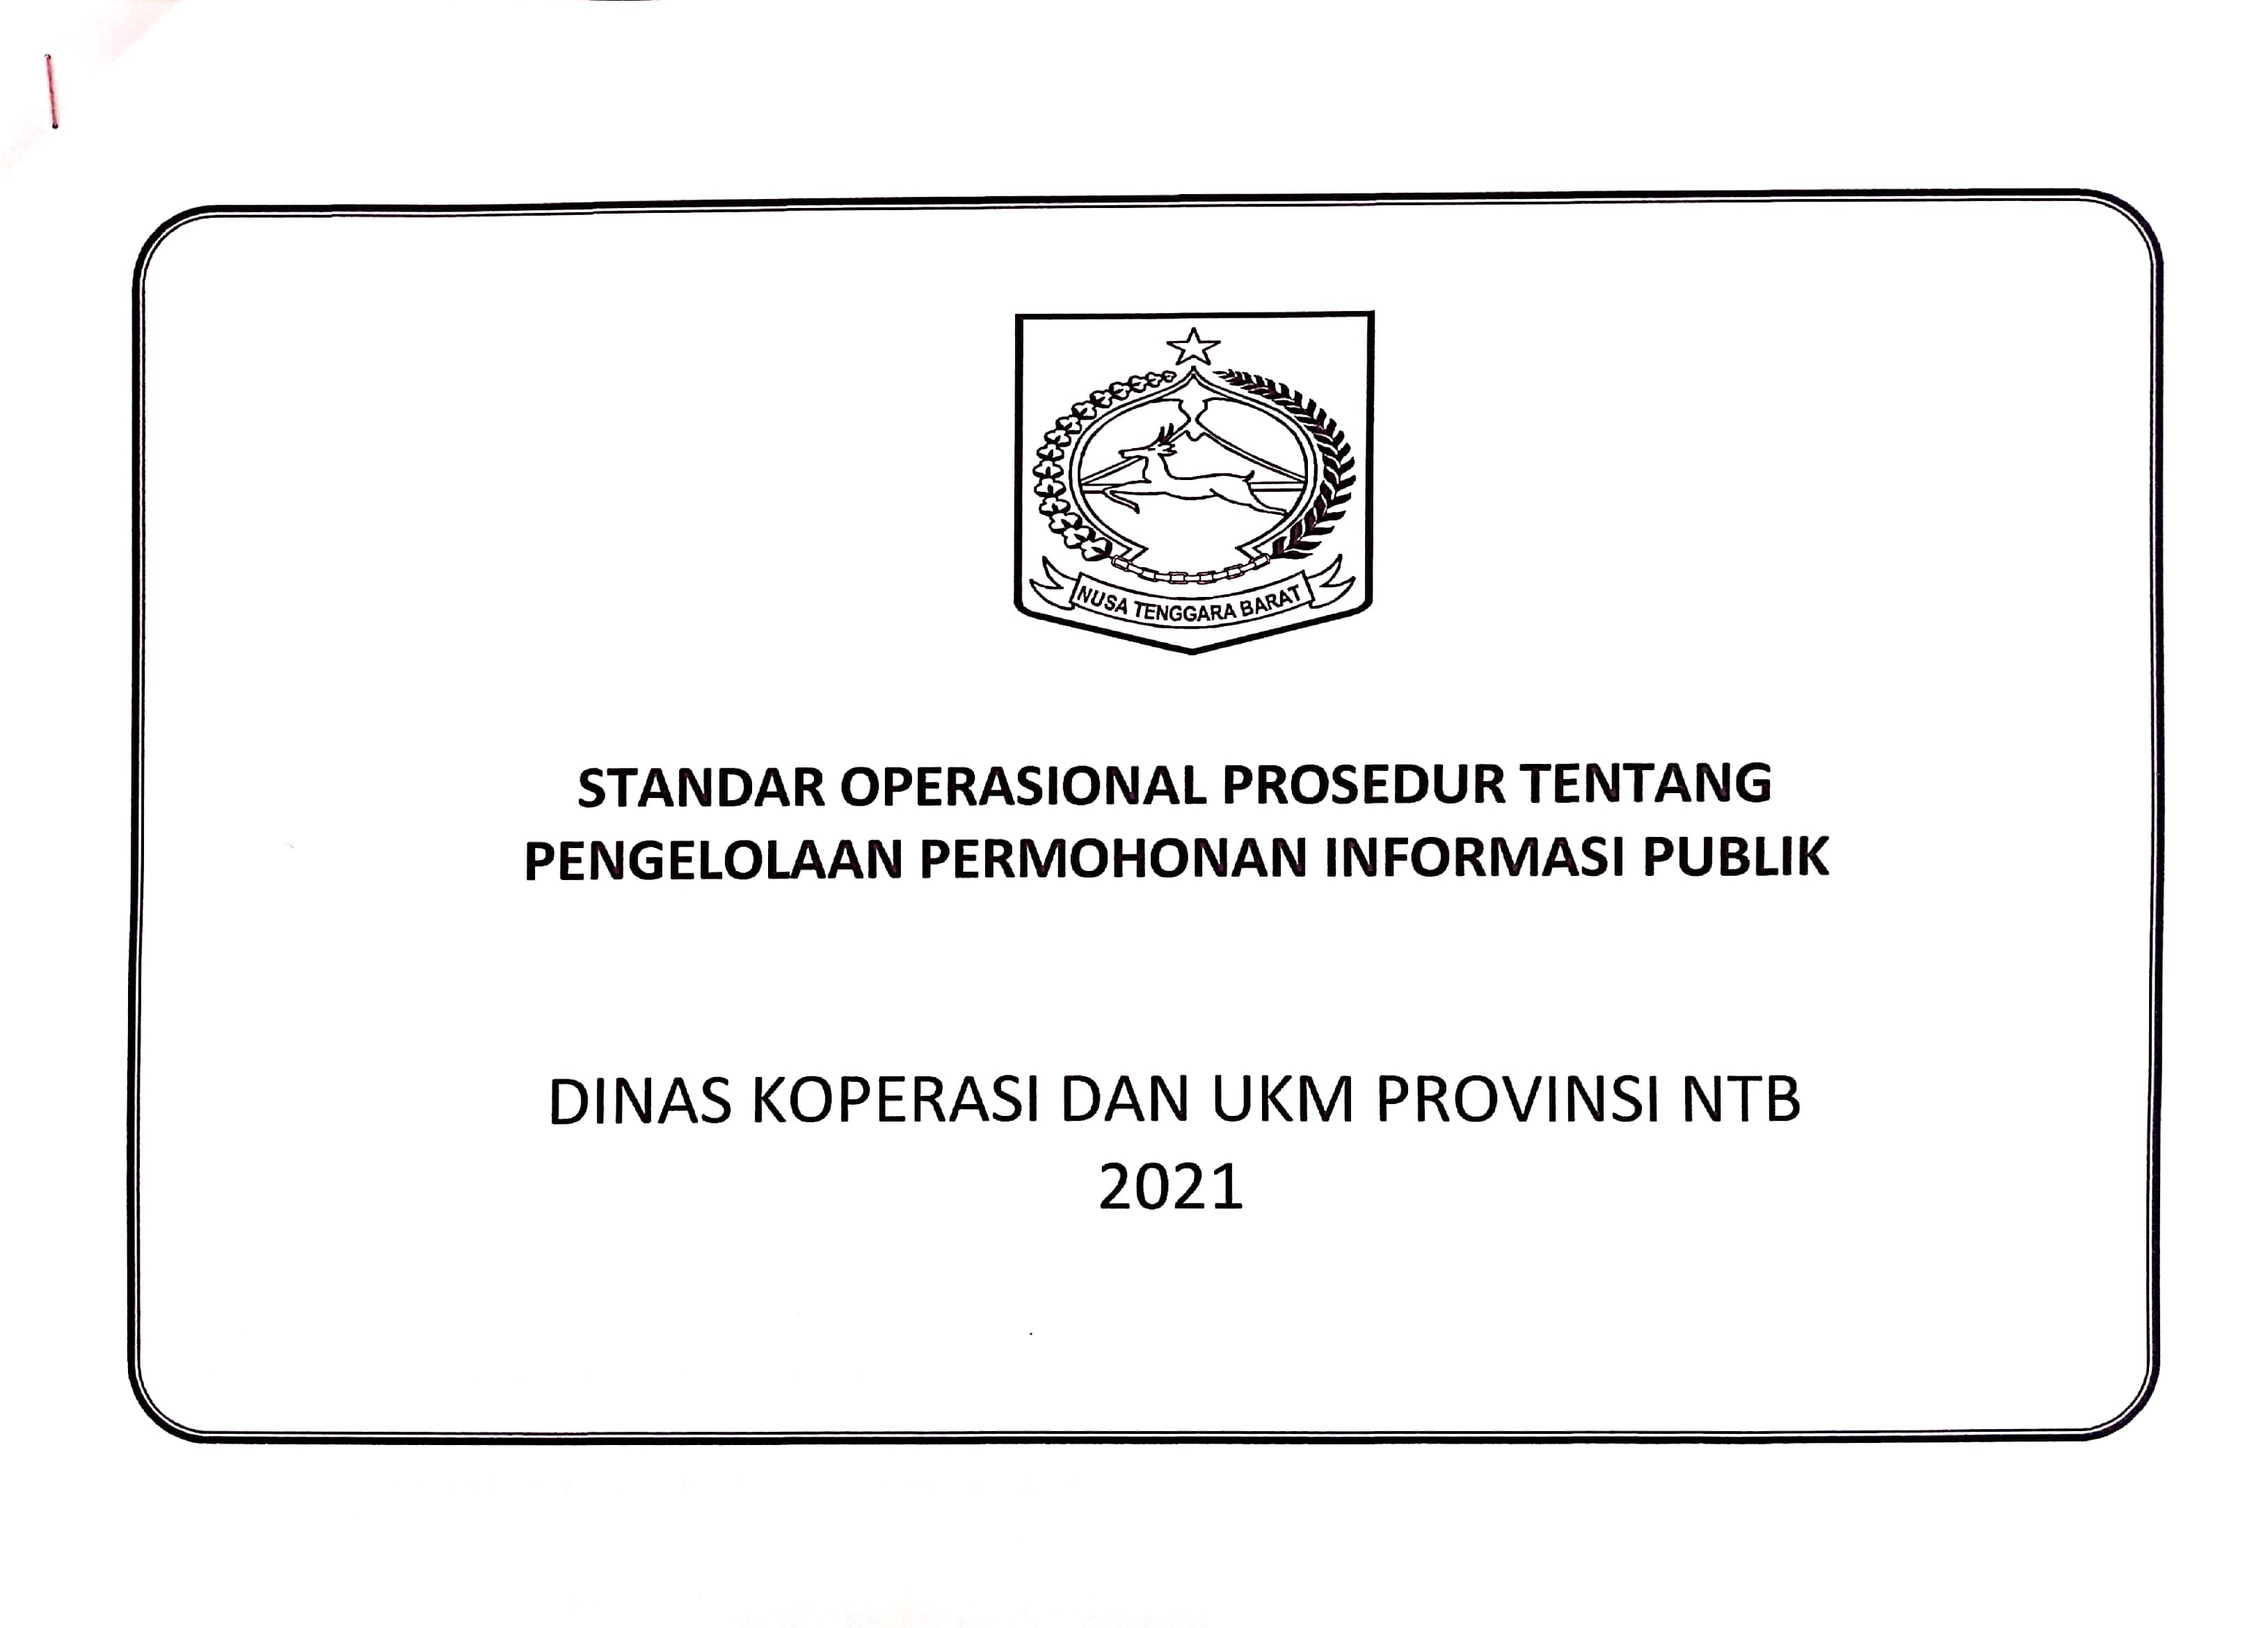 NUSA TENGGARA BARAT
STANDAR OPERASIONAL PROSEDUR TENTANG
PENGELOLAAN PERMOHONAN INFORMASI PUBLIK
DINAS KOPERASI DAN UKM PROVINSI NTB
2021